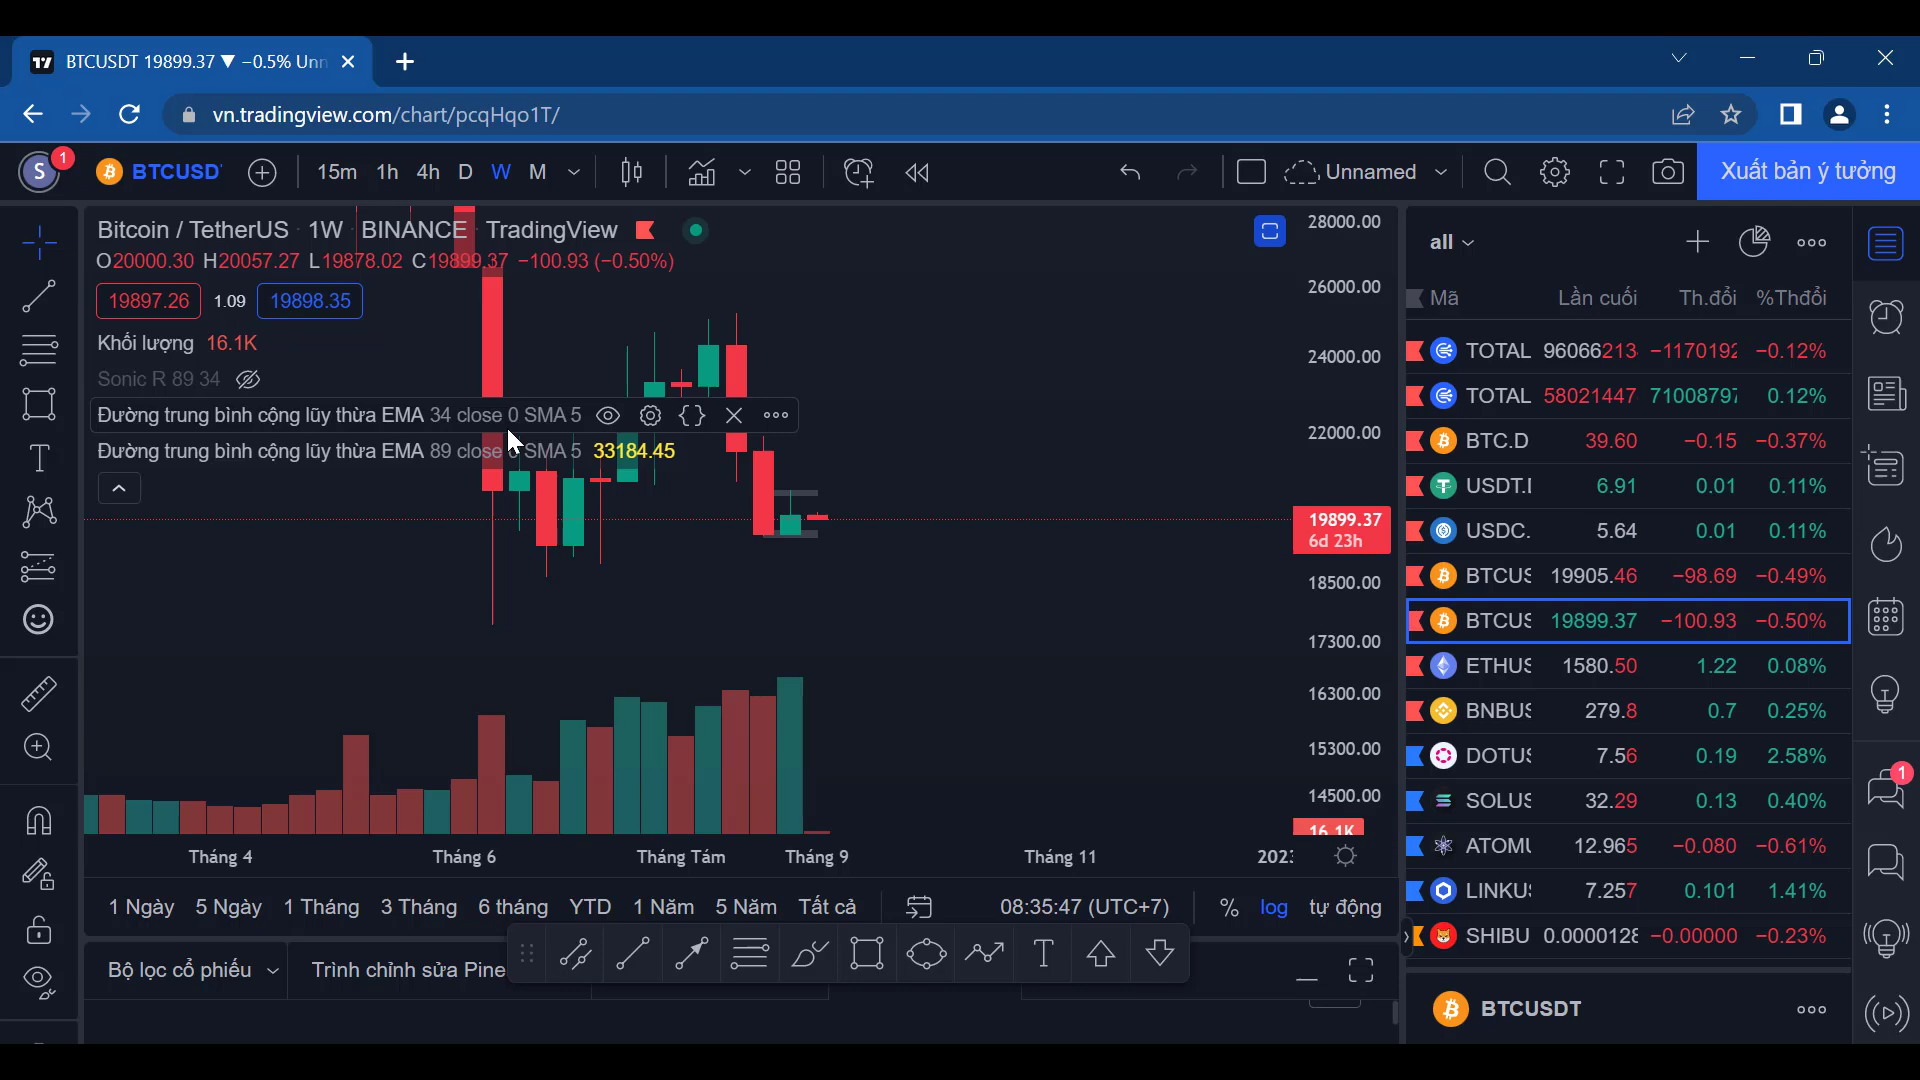 BTCUSDT 19899.37 ▼ −0.5% Unn
vn.tradingview.com/chart/pcqHqo1T/
S 1 BTCUSD 15m 1h 4h D W M Unnamed Xuất bản ý tưởng
Bitcoin / TetherUS 1W BINANCE TradingView
O20000.30 H20057.27 L19878.02 C19899.37 −100.93 (−0.50%)
19897.26 1.09 19898.35
Khối lượng 16.1K
Sonic R 89 34
Đường trung bình cộng lũy thừa EMA 34 close 0 SMA 5
Đường trung bình cộng lũy thừa EMA 89 close 0 SMA 5 33184.45
28000.00
26000.00
24000.00
22000.00
19899.37
6d 23h
18500.00
17300.00
16300.00
15300.00
14500.00
16.1K
Tháng 4 Tháng 6 Tháng Tám Tháng 9 Tháng 11 202
1 Ngày 5 Ngày 1 Tháng 3 Tháng 6 tháng YTD 1 Năm 5 Năm Tất cả 08:35:47 (UTC+7) % log tự động
Bộ lọc cổ phiếu Trình chỉnh sửa Pine
all
Mã Lần cuối Th.đổi %Thđổi
TOTAL 96066213 −1170192 −0.12%
TOTAL 58021447 71008797 0.12%
BTC.D 39.60 −0.15 −0.37%
USDT.I 6.91 0.01 0.11%
USDC. 5.64 0.01 0.11%
BTCUS 19905.46 −98.69 −0.49%
BTCUS 19899.37 −100.93 −0.50%
ETHUS 1580.50 1.22 0.08%
BNBUS 279.8 0.7 0.25%
DOTUS 7.56 0.19 2.58%
SOLUS 32.29 0.13 0.40%
ATOMU 12.965 −0.080 −0.61%
LINKUS 7.257 0.101 1.41%
SHIBU 0.0000128 −0.00000 −0.23%
BTCUSDT
1